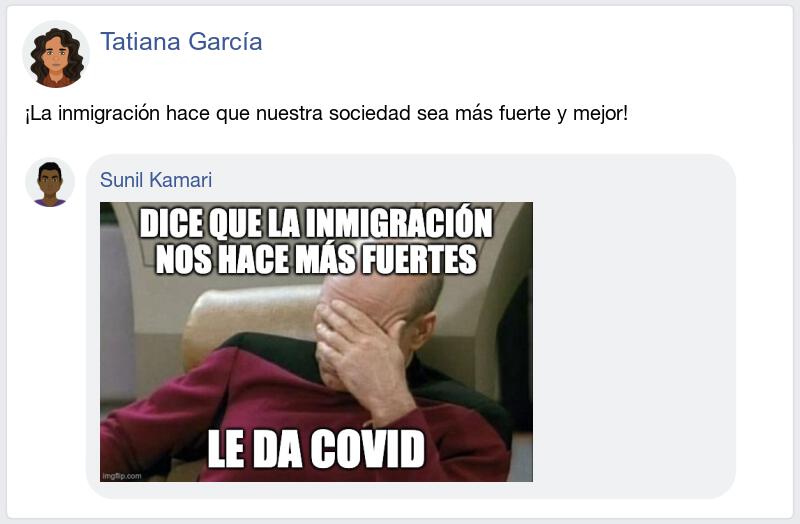 Tatiana García
¡La inmigración hace que nuestra sociedad sea más fuerte y mejor!
Sunil Kamari
DICE QUE LA INMIGRACIÓN
NOS HACE MÁS FUERTES
LE DA COVID
imgflip.com